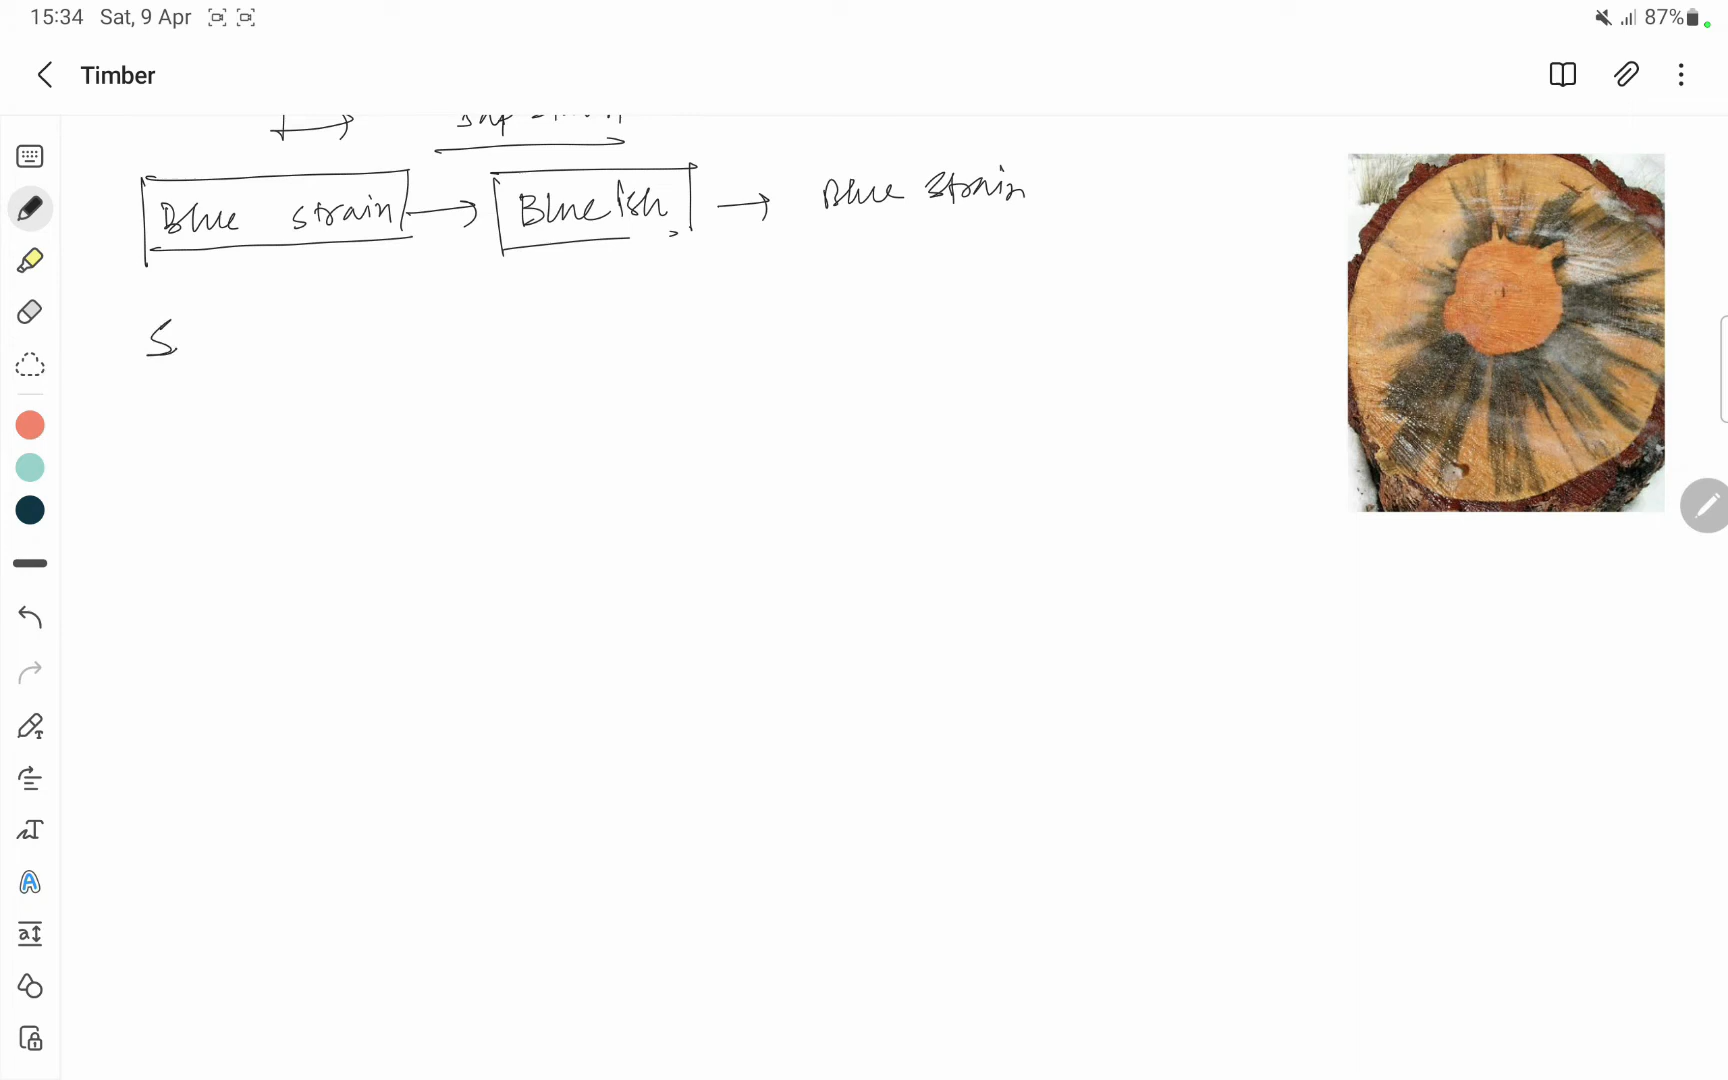 15:34 Sat, 9 Apr 87%
Timber
Blue strain → Blueish → Blue strain
S